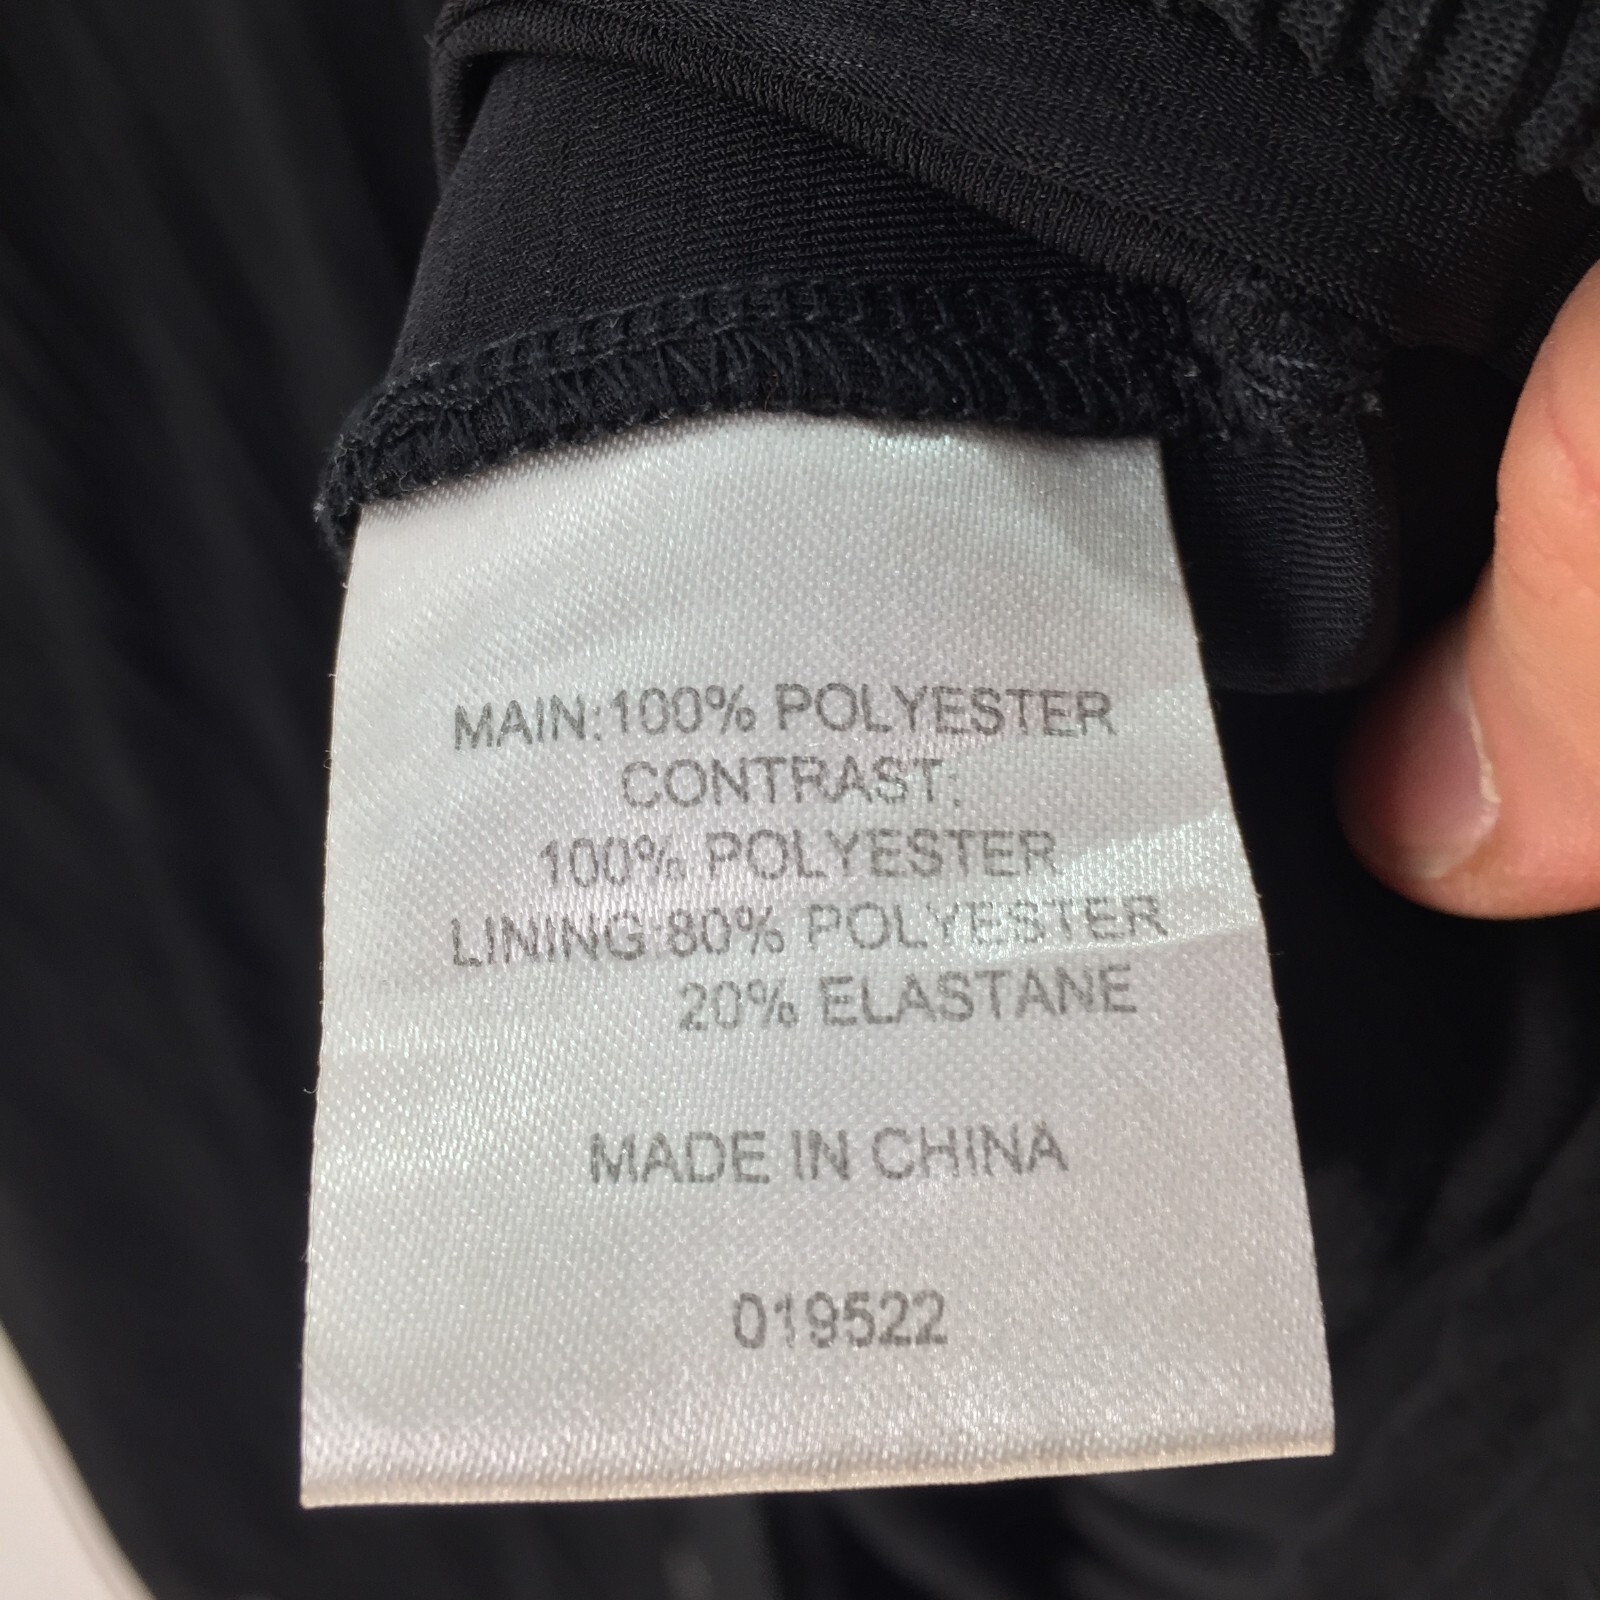 MAIN:100% POLYESTER
CONTRAST:
100% POLYESTER
LINING:80% POLYESTER
20% ELASTANE
MADE IN CHINA
019522